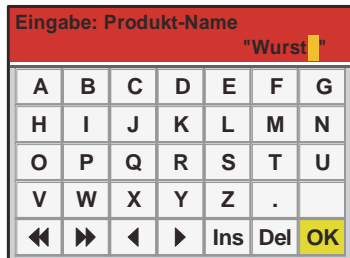 Eingabe: Produkt-Name
"Wurst "
A B C D E F G
H I J K L M N
O P Q R S T U
V W X Y Z .
Ins Del OK